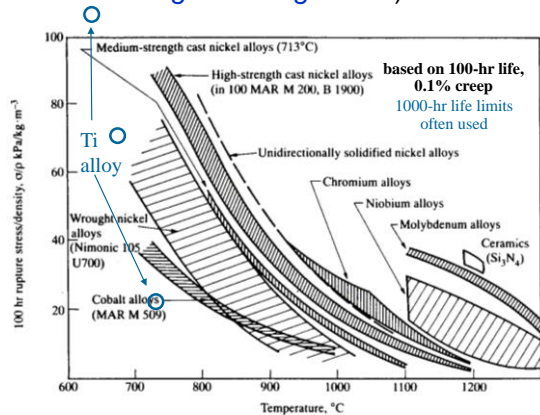 100
80
60
40
20
100 hr rupture stress/density, σ/ρ kPa/kg·m⁻³
Medium-strength cast nickel alloys (713°C)
High-strength cast nickel alloys
(in 100 MAR M 200, B 1900)
based on 100-hr life,
0.1% creep
1000-hr life limits
often used
Ti
alloy
Unidirectionally solidified nickel alloys
Chromium alloys
Niobium alloys
Molybdenum alloys
Ceramics
(Si₃N₄)
Wrought nickel
alloys
(Nimonic 105
U700)
Cobalt alloys
(MAR M 509)
600
700
800
900
1000
1100
1200
Temperature, °C